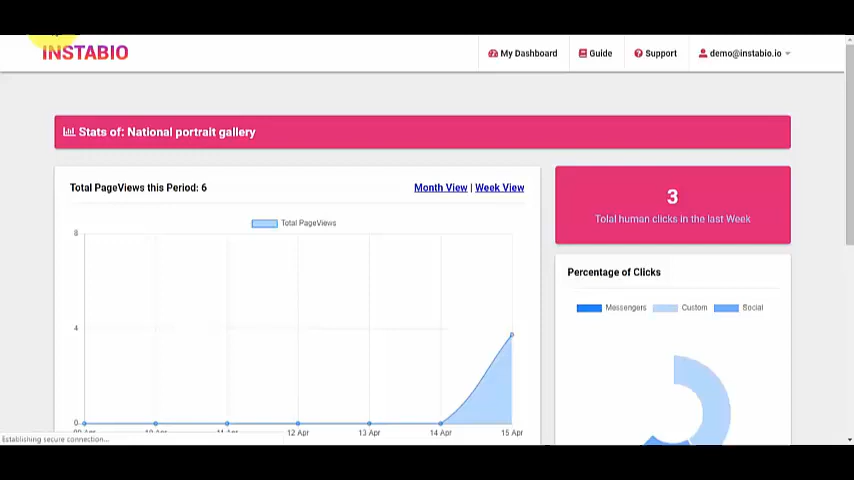 INSTABIO
My Dashboard
Guide
Support
demo@instabio.io
Stats of: National portrait gallery
Total PageViews this Period: 6
Month View | Week View
3
Total human clicks in the last Week
Total PageViews
8
4
0
Percentage of Clicks
Messengers
Custom
Social
12 Apr
13 Apr
14 Apr
15 Apr
Establishing secure connection...